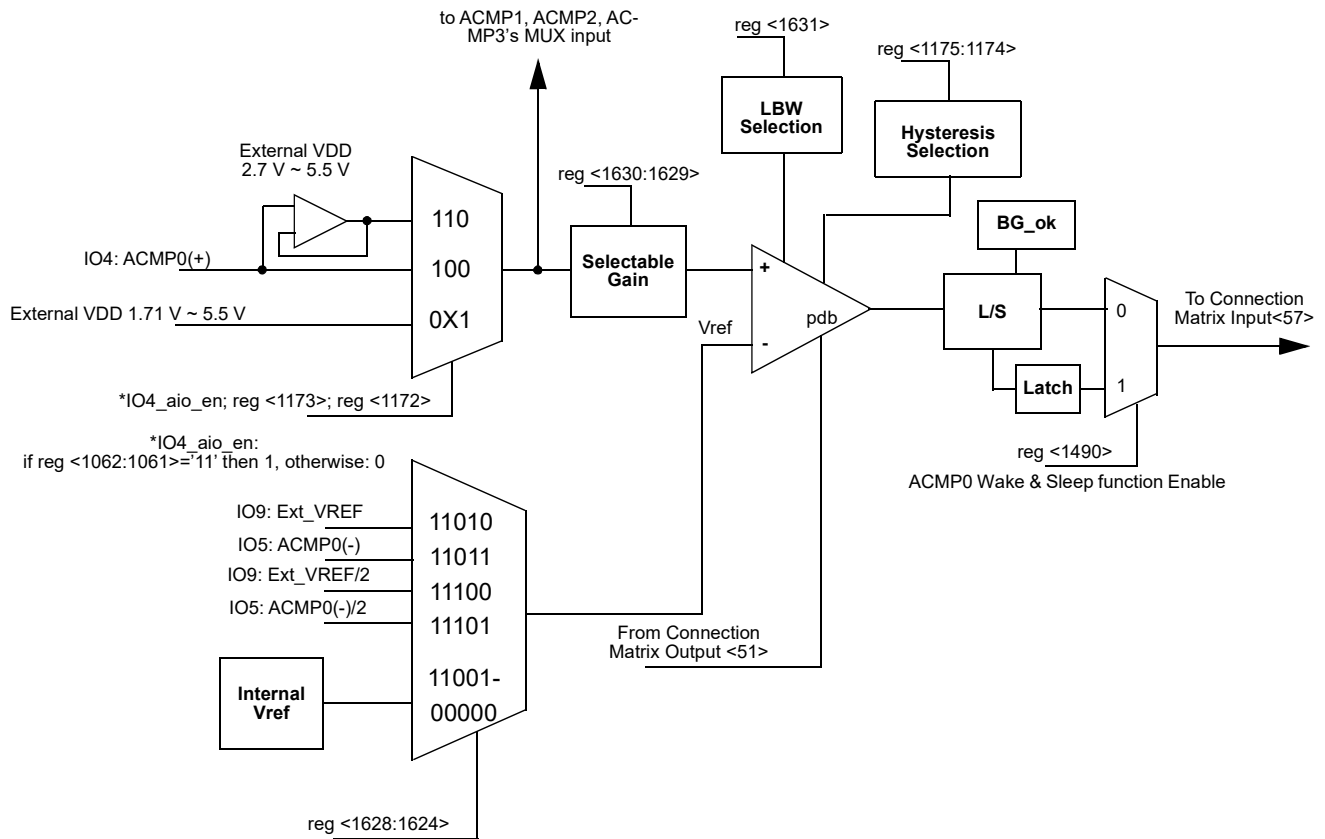 to ACMP1, ACMP2, AC-
MP3's MUX input
reg <1631>
reg <1175:1174>
LBW
Selection
Hysteresis
Selection
External VDD
2.7 V ~ 5.5 V
reg <1630:1629>
110
BG_ok
IO4: ACMP0(+)
100
Selectable
Gain
+
External VDD 1.71 V ~ 5.5 V
0X1
Vref
-
pdb
L/S
0
To Connection
Matrix Input<57>
Latch
1
*IO4_aio_en; reg <1173>; reg <1172>
*IO4_aio_en:
if reg <1062:1061>='11' then 1, otherwise: 0
reg <1490>
ACMP0 Wake & Sleep function Enable
IO9: Ext_VREF
11010
IO5: ACMP0(-)
11011
IO9: Ext_VREF/2
11100
IO5: ACMP0(-)/2
11101
From Connection
Matrix Output <51>
Internal
Vref
11001-
00000
reg <1628:1624>